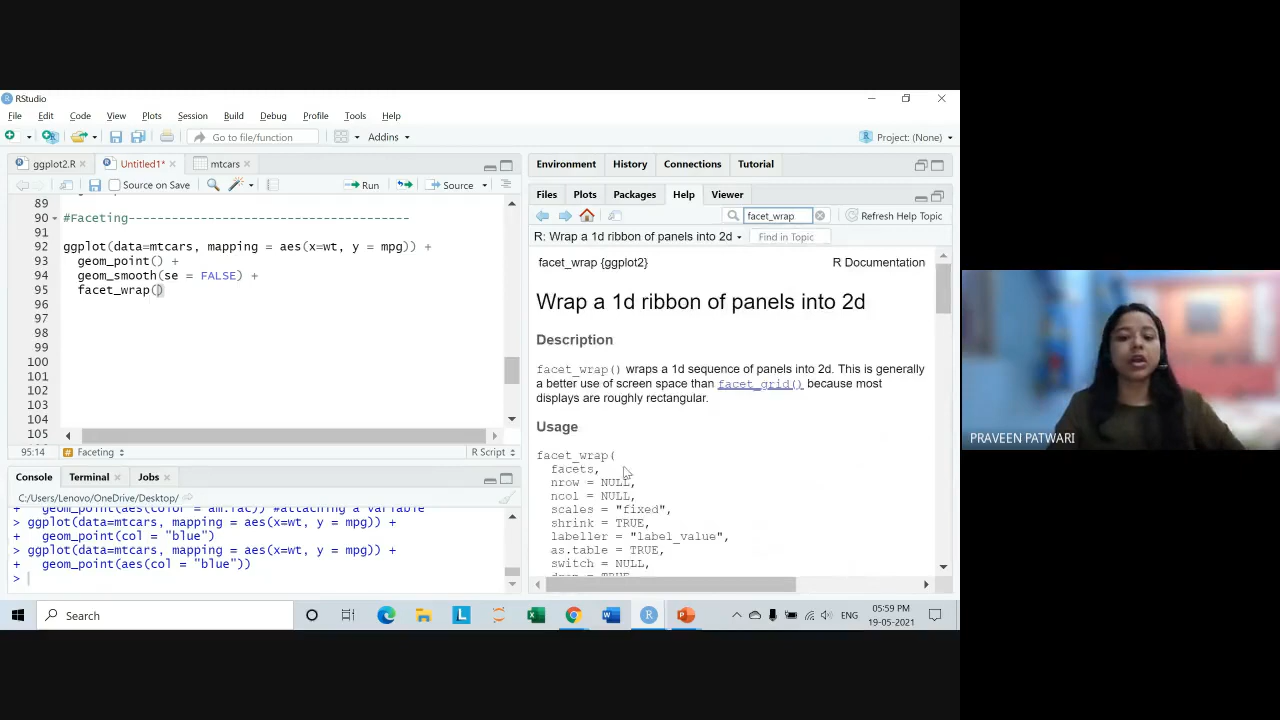 RStudio
File Edit Code View Plots Session Build Debug Profile Tools Help
Go to file/function Addins Project: (None)
ggplot2.R Untitled1* mtcars
Source on Save Run Source
89
90 #Faceting---------------------------------------
91
92 ggplot(data=mtcars, mapping = aes(x=wt, y = mpg)) +
93 geom_point() +
94 geom_smooth(se = FALSE) +
95 facet_wrap()
96
97
98
99
100
101
102
103
104
105
95:14 # Faceting R Script
Console Terminal Jobs
C:/Users/Lenovo/OneDrive/Desktop/
+ geom_point(aes(color = am.fac)) #attaching a variable
> ggplot(data=mtcars, mapping = aes(x=wt, y = mpg)) +
+ geom_point(col = "blue")
> ggplot(data=mtcars, mapping = aes(x=wt, y = mpg)) +
+ geom_point(aes(col = "blue"))
>
Environment History Connections Tutorial
Files Plots Packages Help Viewer
facet_wrap Refresh Help Topic
R: Wrap a 1d ribbon of panels into 2d Find in Topic
facet_wrap {ggplot2} R Documentation
Wrap a 1d ribbon of panels into 2d
Description
facet_wrap() wraps a 1d sequence of panels into 2d. This is generally
a better use of screen space than facet_grid() because most
displays are roughly rectangular.
Usage
facet_wrap(
facets,
nrow = NULL,
ncol = NULL,
scales = "fixed",
shrink = TRUE,
labeller = "label_value",
as.table = TRUE,
switch = NULL,
drop = TRUE
Search
ENG
05:59 PM
19-05-2021
PRAVEEN PATWARI